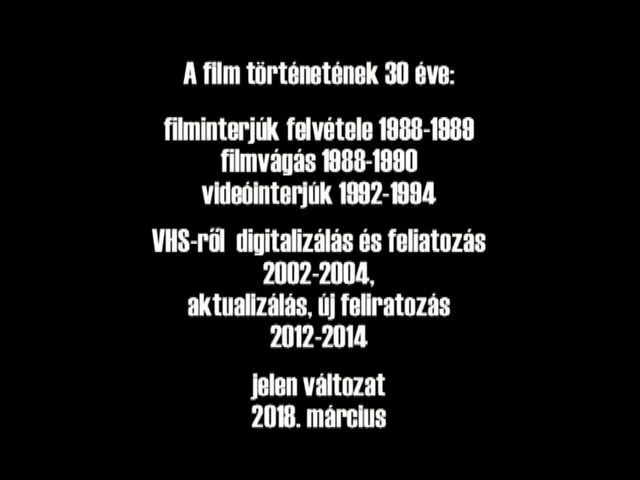 A film történetének 30 éve:
filminterjúk felvétele 1988-1989
filmvágás 1988-1990
videóinterjúk 1992-1994
VHS-ről digitalizálás és feliatozás
2002-2004,
aktualizálás, új feliratozás
2012-2014
jelen változat
2018. március